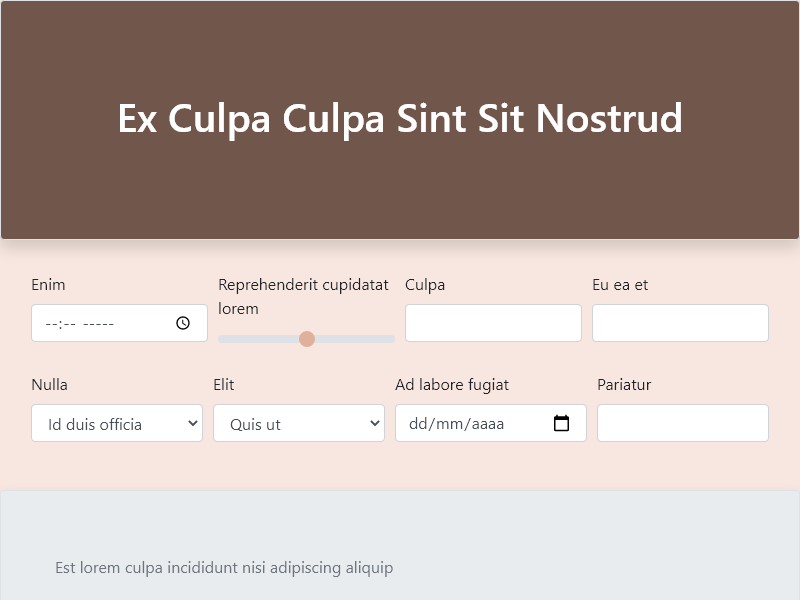 Ex Culpa Culpa Sint Sit Nostrud
Enim
Reprehenderit cupidatat
lorem
Culpa
Eu ea et
--:-- -----
Nulla
Elit
Ad labore fugiat
Pariatur
Id duis officia
Quis ut
dd/mm/aaaa
Est lorem culpa incididunt nisi adipiscing aliquip